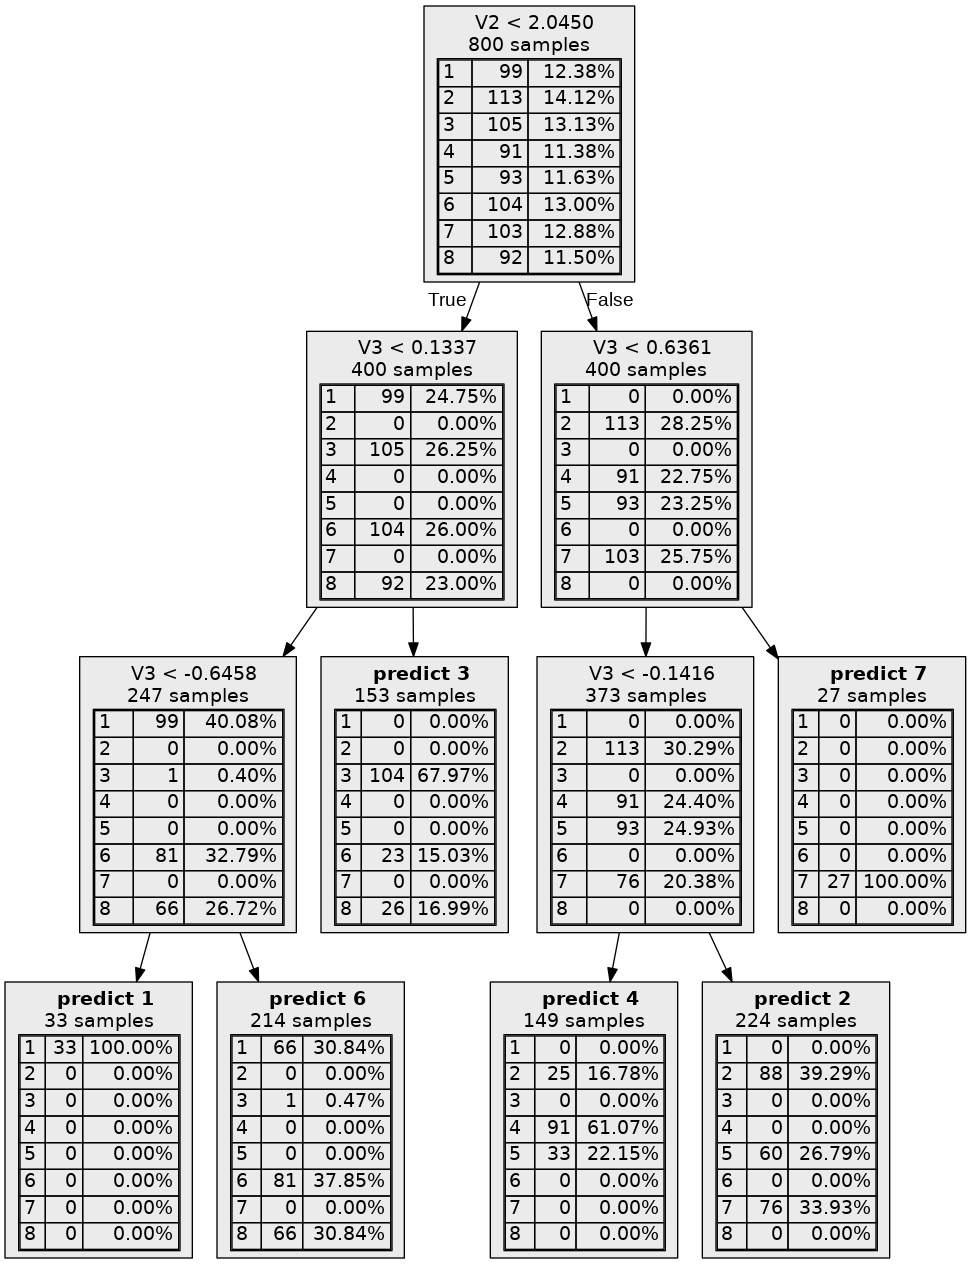 V2 < 2.0450
800 samples
1 99 12.38%
2 113 14.12%
3 105 13.13%
4 91 11.38%
5 93 11.63%
6 104 13.00%
7 103 12.88%
8 92 11.50%
True
False
V3 < 0.1337
400 samples
1 99 24.75%
2 0 0.00%
3 105 26.25%
4 0 0.00%
5 0 0.00%
6 104 26.00%
7 0 0.00%
8 92 23.00%
V3 < 0.6361
400 samples
1 0 0.00%
2 113 28.25%
3 0 0.00%
4 91 22.75%
5 93 23.25%
6 0 0.00%
7 103 25.75%
8 0 0.00%
V3 < -0.6458
247 samples
1 99 40.08%
2 0 0.00%
3 1 0.40%
4 0 0.00%
5 0 0.00%
6 81 32.79%
7 0 0.00%
8 66 26.72%
predict 3
153 samples
1 0 0.00%
2 0 0.00%
3 104 67.97%
4 0 0.00%
5 0 0.00%
6 23 15.03%
7 0 0.00%
8 26 16.99%
V3 < -0.1416
373 samples
1 0 0.00%
2 113 30.29%
3 0 0.00%
4 91 24.40%
5 93 24.93%
6 0 0.00%
7 76 20.38%
8 0 0.00%
predict 7
27 samples
1 0 0.00%
2 0 0.00%
3 0 0.00%
4 0 0.00%
5 0 0.00%
6 0 0.00%
7 27 100.00%
8 0 0.00%
predict 1
33 samples
1 33 100.00%
2 0 0.00%
3 0 0.00%
4 0 0.00%
5 0 0.00%
6 0 0.00%
7 0 0.00%
8 0 0.00%
predict 6
214 samples
1 66 30.84%
2 0 0.00%
3 1 0.47%
4 0 0.00%
5 0 0.00%
6 81 37.85%
7 0 0.00%
8 66 30.84%
predict 4
149 samples
1 0 0.00%
2 25 16.78%
3 0 0.00%
4 91 61.07%
5 33 22.15%
6 0 0.00%
7 0 0.00%
8 0 0.00%
predict 2
224 samples
1 0 0.00%
2 88 39.29%
3 0 0.00%
4 0 0.00%
5 60 26.79%
6 0 0.00%
7 76 33.93%
8 0 0.00%